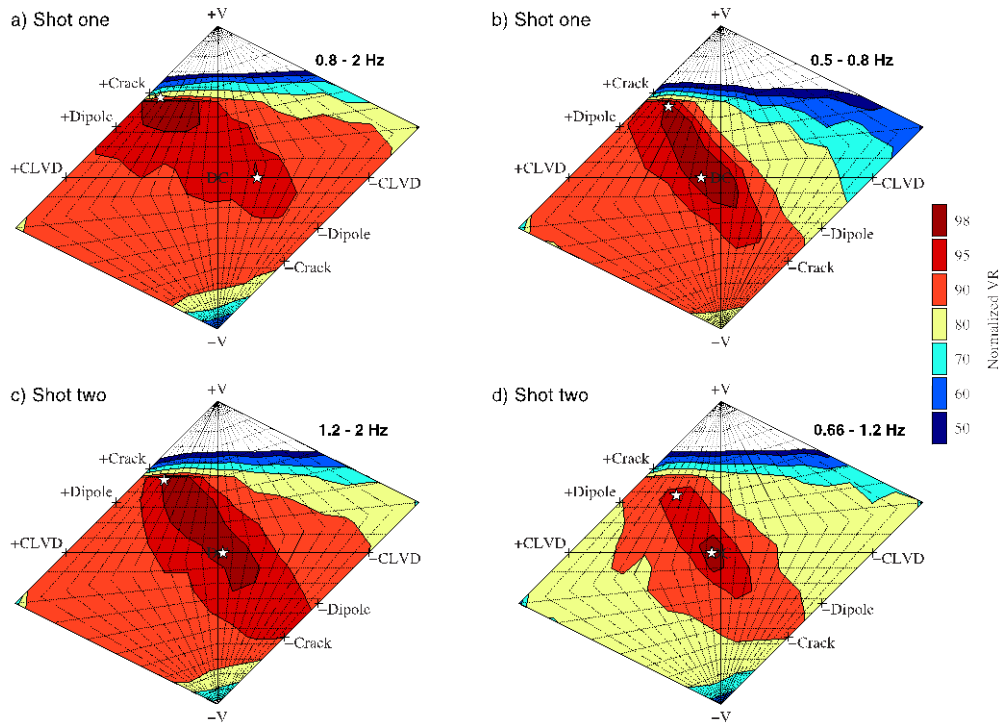 a) Shot one
+V
0.8 - 2 Hz
+Crack
+Dipole
+CLVD
DC
−CLVD
−Dipole
−Crack
−V
b) Shot one
+V
0.5 - 0.8 Hz
+Crack
+Dipole
+CLVD
DC
−CLVD
−Dipole
−Crack
−V
98
95
90
80
70
60
50
Normalized VR
c) Shot two
+V
1.2 - 2 Hz
+Crack
+Dipole
+CLVD
−CLVD
−Dipole
−Crack
−V
d) Shot two
+V
0.66 - 1.2 Hz
+Crack
+Dipole
+CLVD
−CLVD
−Dipole
−Crack
−V